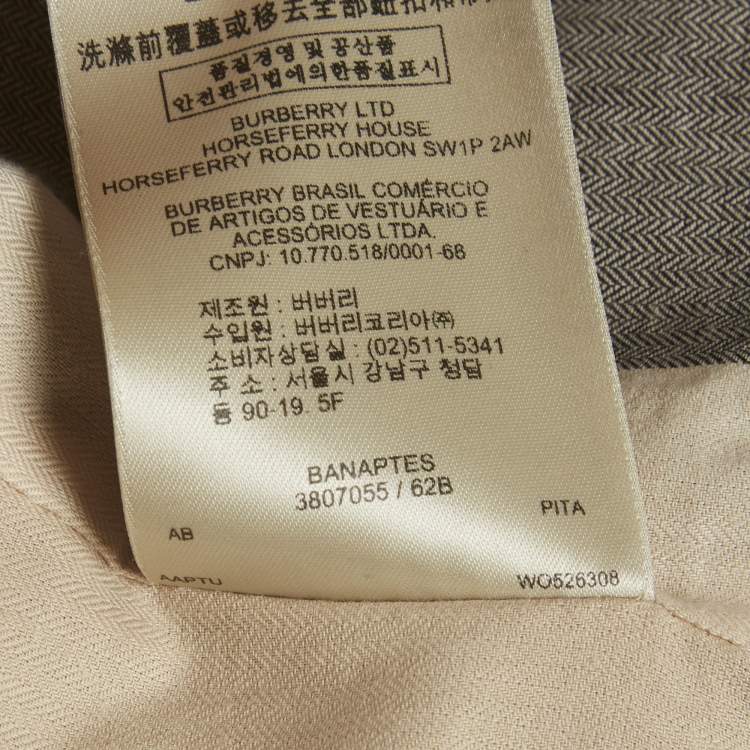 洗滌前覆蓋或移去全部鈕扣和
품질경영 및 공산품
안전관리법에의한품질표시
BURBERRY LTD
HORSEFERRY HOUSE
HORSEFERRY ROAD LONDON SW1P 2AW
BURBERRY BRASIL COMÉRCIO
DE ARTIGOS DE VESTUÁRIO E
ACESSÓRIOS LTDA.
CNPJ: 10.770.518/0001-68
제조원 : 버버리
수입원 : 버버리코리아㈜
소비자상담실 : (02)511-5341
주 소 : 서울시 강남구 청담
동 90-19. 5F
BANAPTES
3807055 / 62B
AB
PITA
AAPTU
WO526308